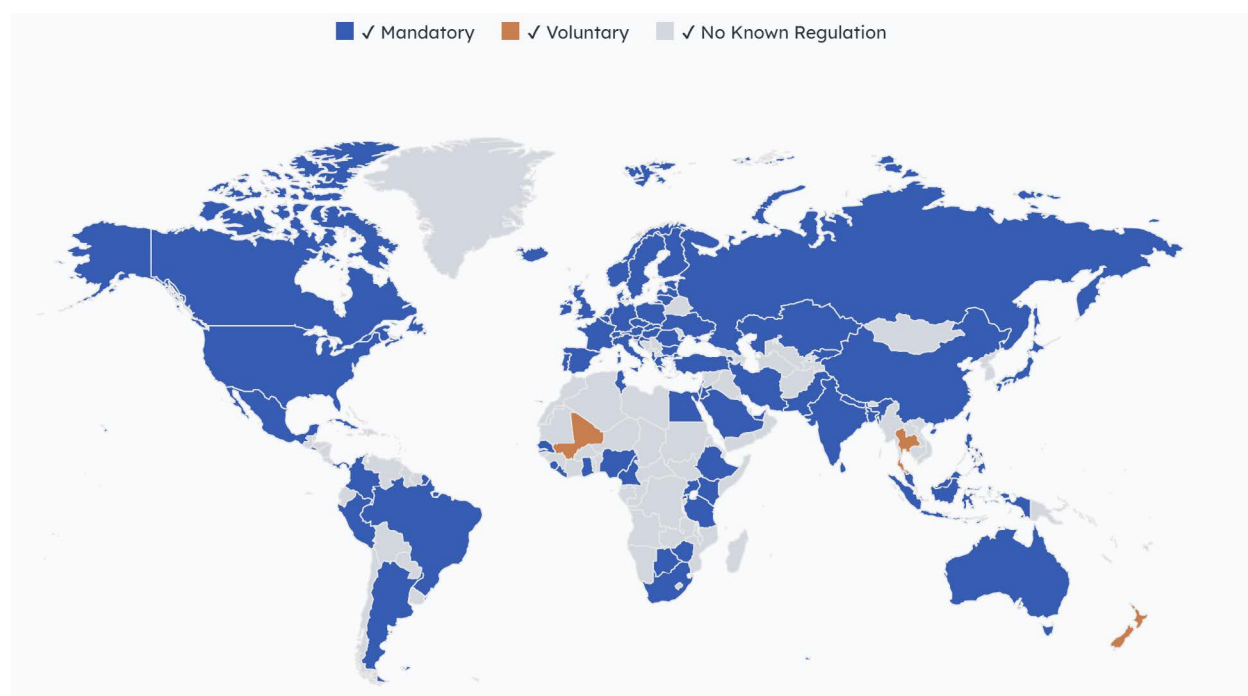 ✓ Mandatory ✓ Voluntary ✓ No Known Regulation